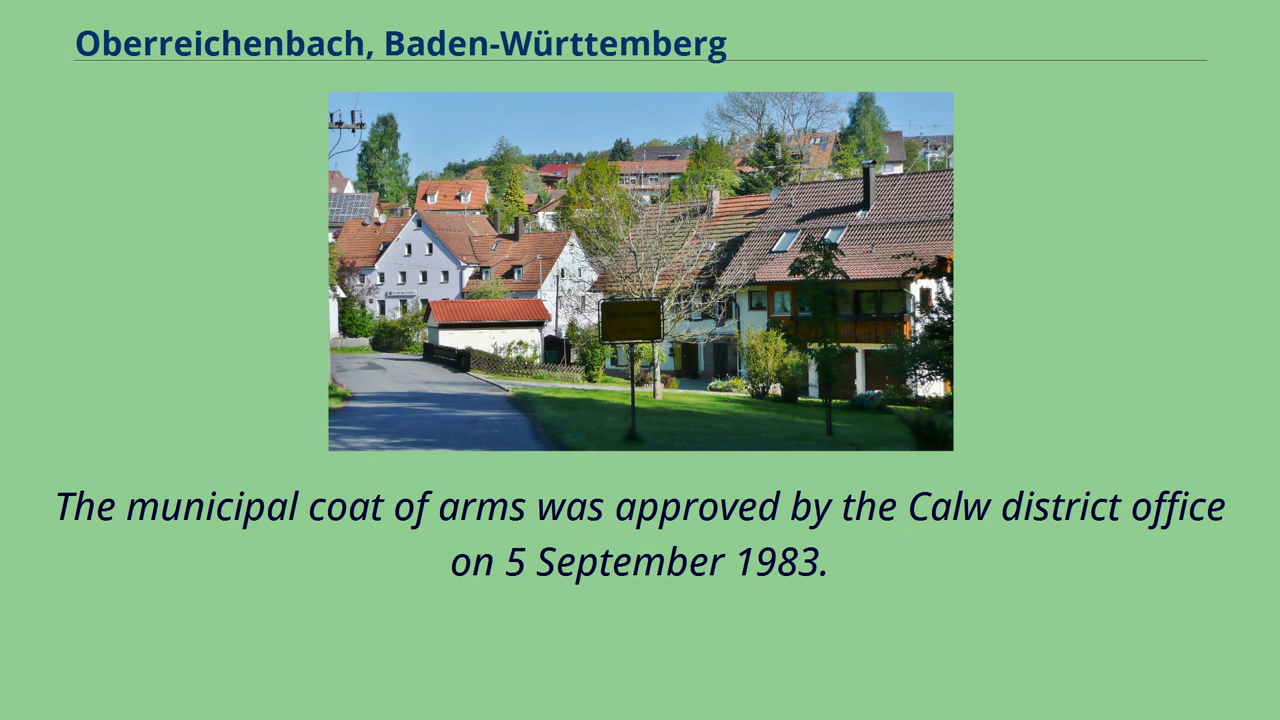 Oberreichenbach, Baden-Württemberg
The municipal coat of arms was approved by the Calw district office
on 5 September 1983.